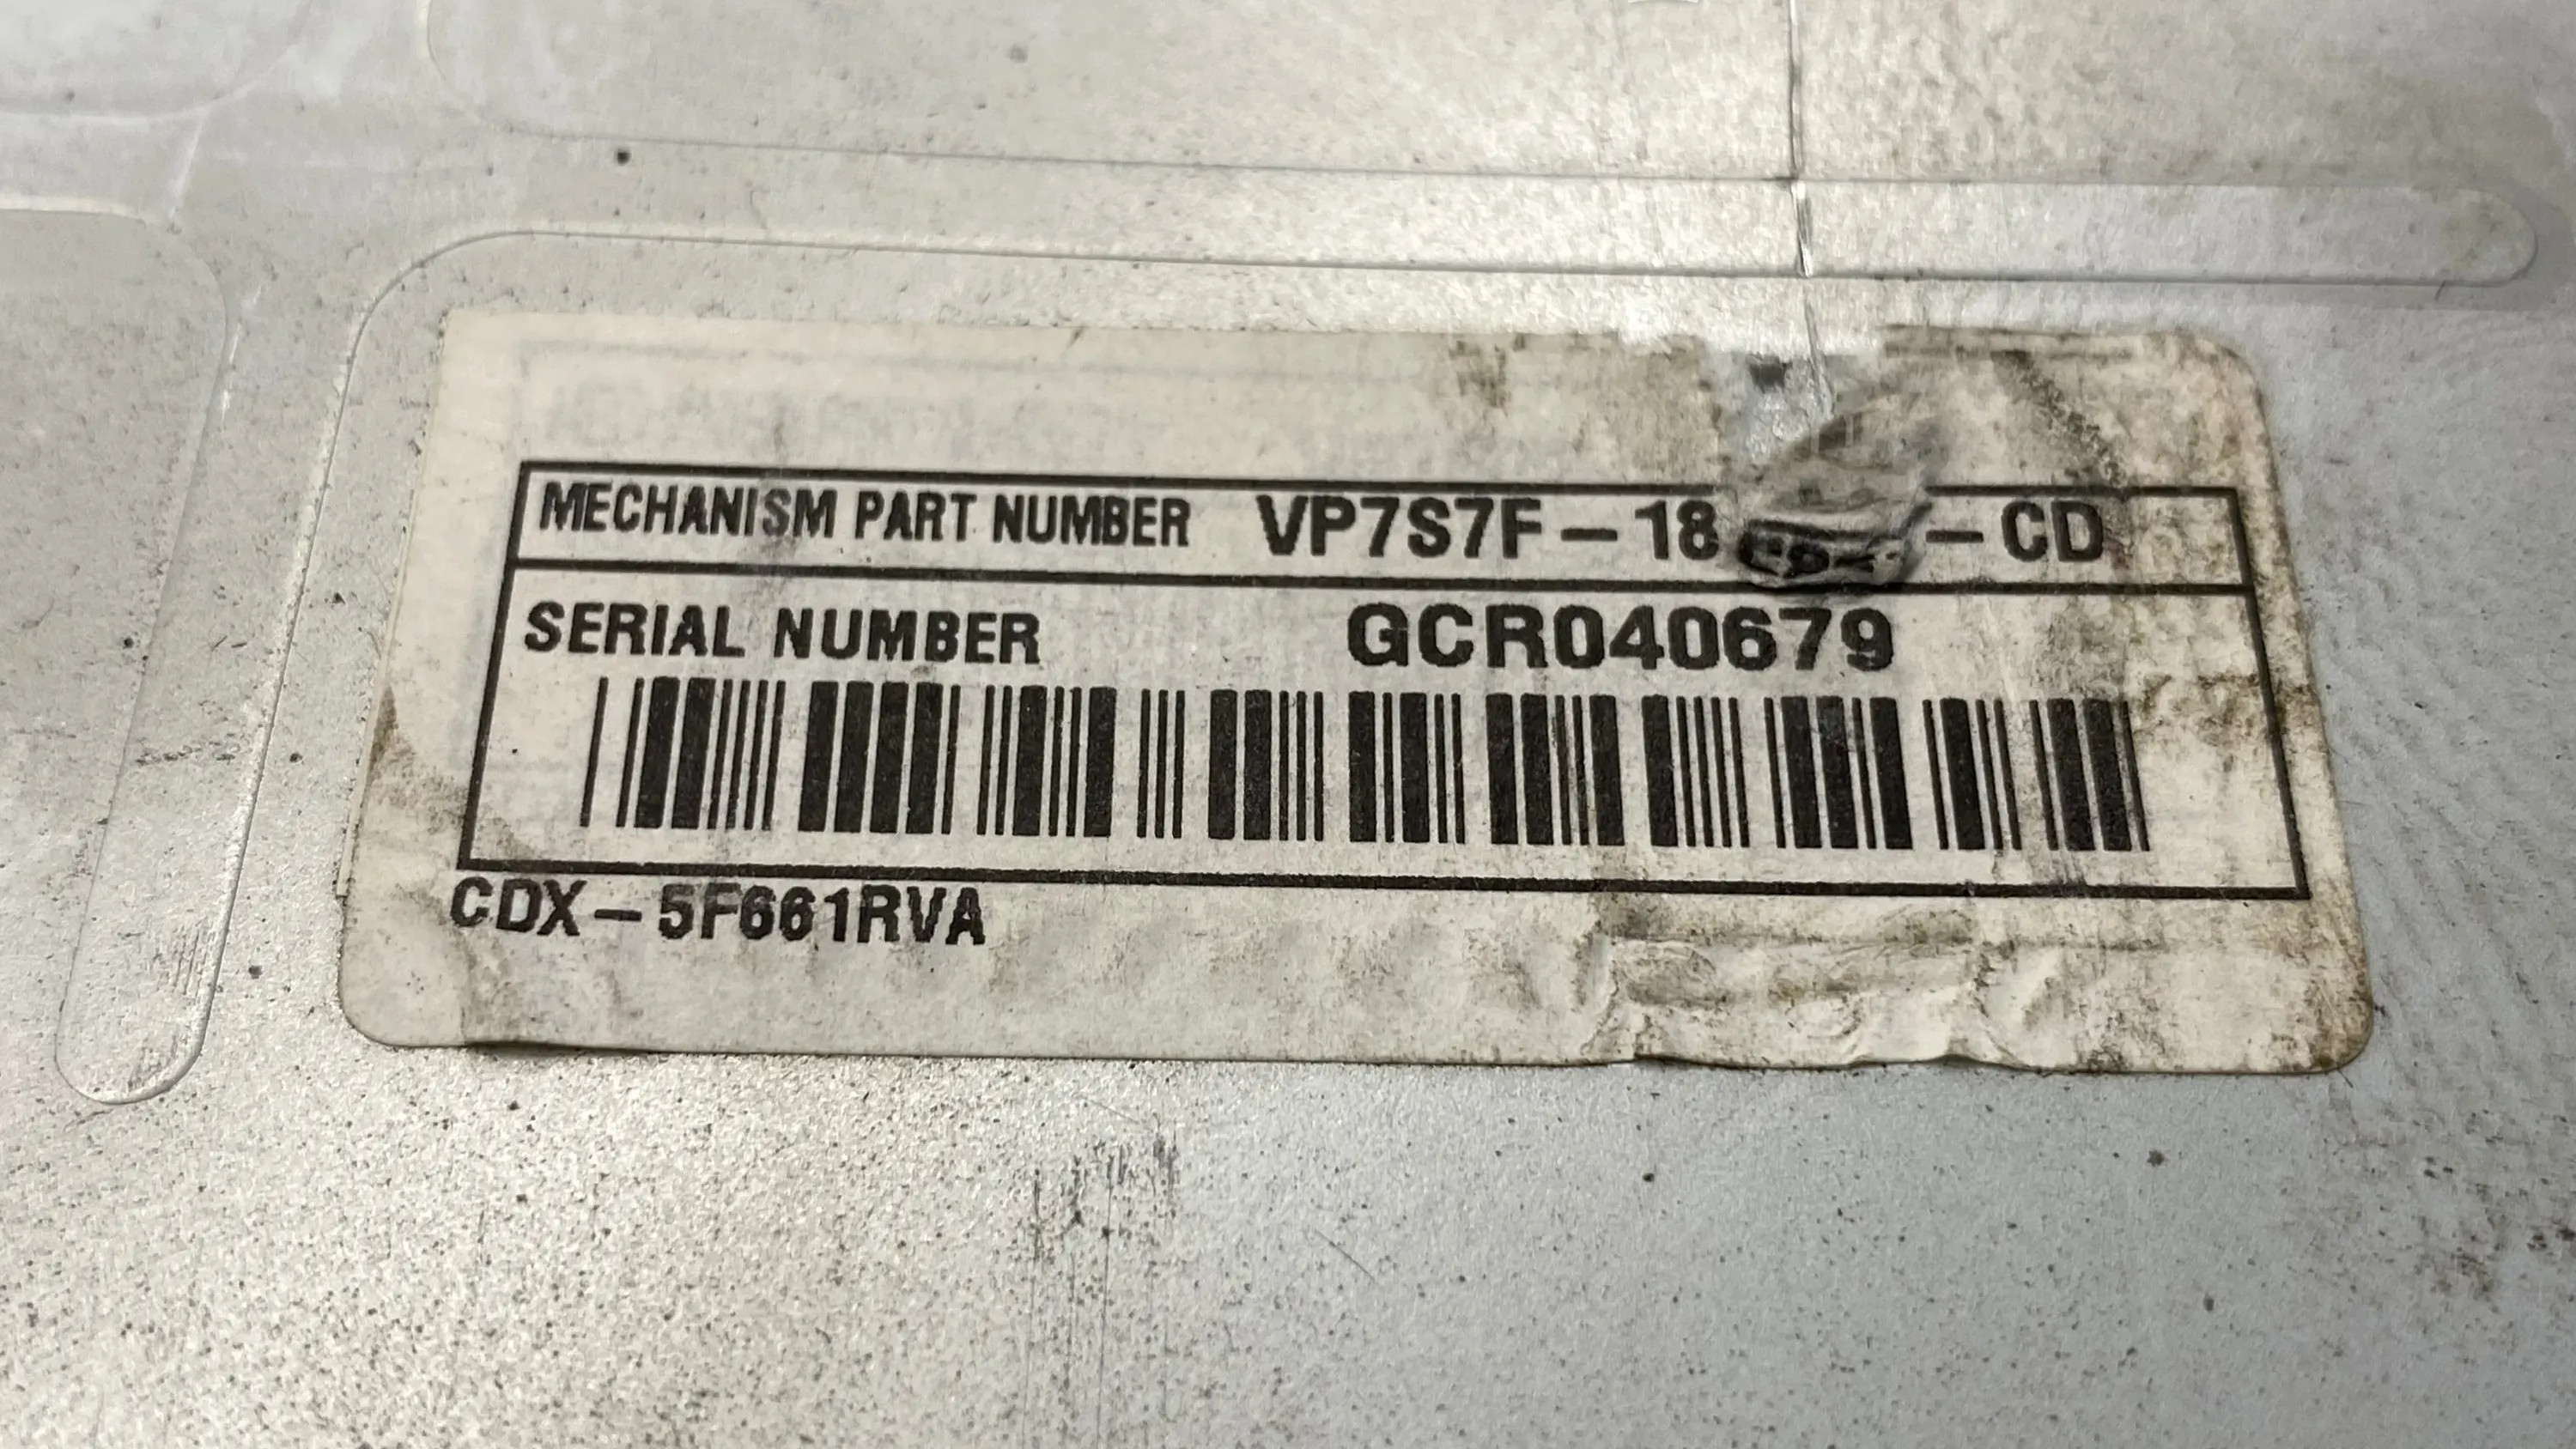 MECHANISM PART NUMBER VP7S7F-18 -CD
SERIAL NUMBER GCR040679
CDX-5F661RVA